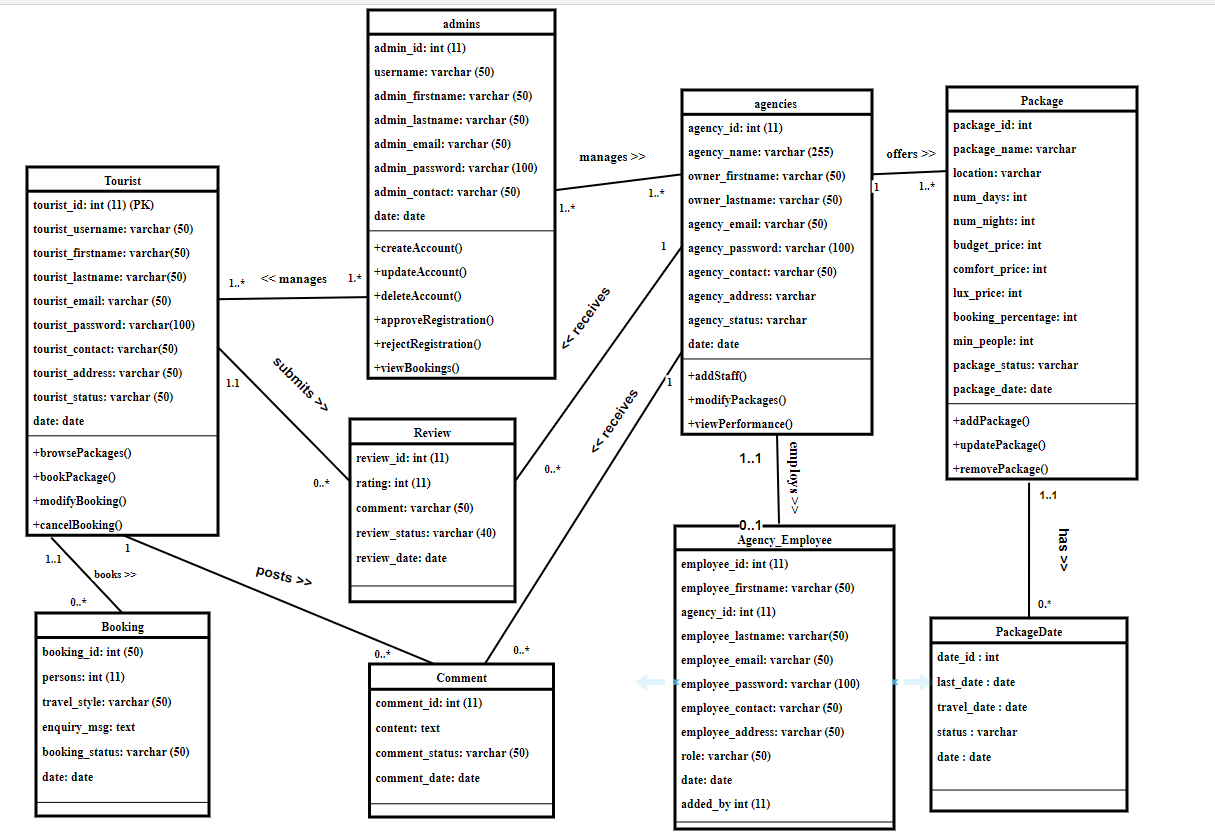 admins
admin_id: int (11)
username: varchar (50)
admin_firstname: varchar (50)
admin_lastname: varchar (50)
admin_email: varchar (50)
admin_password: varchar (100)
admin_contact: varchar (50)
date: date
+createAccount()
+updateAccount()
+deleteAccount()
+approveRegistration()
+rejectRegistration()
+viewBookings()
manages >>
1..*
1..*
agencies
agency_id: int (11)
agency_name: varchar (255)
owner_firstname: varchar (50)
owner_lastname: varchar (50)
agency_email: varchar (50)
agency_password: varchar (100)
agency_contact: varchar (50)
agency_address: varchar
agency_status: varchar
date: date
+addStaff()
+modifyPackages()
+viewPerformance()
offers >>
1
1..*
Package
package_id: int
package_name: varchar
location: varchar
num_days: int
num_nights: int
budget_price: int
comfort_price: int
lux_price: int
booking_percentage: int
min_people: int
package_status: varchar
package_date: date
+addPackage()
+updatePackage()
+removePackage()
Tourist
tourist_id: int (11) (PK)
tourist_username: varchar (50)
tourist_firstname: varchar(50)
tourist_lastname: varchar(50)
tourist_email: varchar (50)
tourist_password: varchar(100)
tourist_contact: varchar(50)
tourist_address: varchar (50)
tourist_status: varchar (50)
date: date
+browsePackages()
+bookPackage()
+modifyBooking()
+cancelBooking()
1..*
<< manages
1.*
1.1
submits >>
0..*
1
<< receives
0..*
1
<< receives
0..*
Review
review_id: int (11)
rating: int (11)
comment: varchar (50)
review_status: varchar (40)
review_date: date
1..1
employs >>
0..1
1..1
has >>
0.*
1..1
books >>
0..*
1
posts >>
0..*
Booking
booking_id: int (50)
persons: int (11)
travel_style: varchar (50)
enquiry_msg: text
booking_status: varchar (50)
date: date
Comment
comment_id: int (11)
content: text
comment_status: varchar (50)
comment_date: date
Agency_Employee
employee_id: int (11)
employee_firstname: varchar (50)
agency_id: int (11)
employee_lastname: varchar(50)
employee_email: varchar (50)
employee_password: varchar (100)
employee_contact: varchar (50)
employee_address: varchar (50)
role: varchar (50)
date: date
added_by int (11)
PackageDate
date_id : int
last_date : date
travel_date : date
status : varchar
date : date